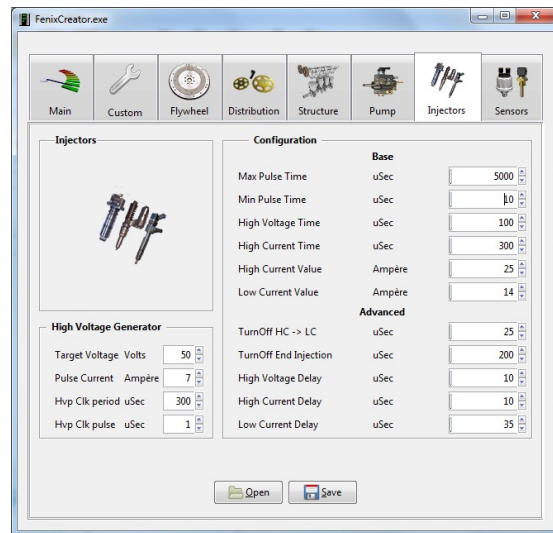 FenixCreator.exe
Main Custom Flywheel Distribution Structure Pump Injectors Sensors
Injectors
Configuration
Base
Max Pulse Time uSec 5000
Min Pulse Time uSec 10
High Voltage Time uSec 100
High Current Time uSec 300
High Current Value Ampère 25
Low Current Value Ampère 14
Advanced
TurnOff HC -> LC uSec 25
TurnOff End Injection uSec 200
High Voltage Delay uSec 10
High Current Delay uSec 10
Low Current Delay uSec 35
High Voltage Generator
Target Voltage Volts 50
Pulse Current Ampère 7
Hvp Clk period uSec 300
Hvp Clk pulse uSec 1
Open Save